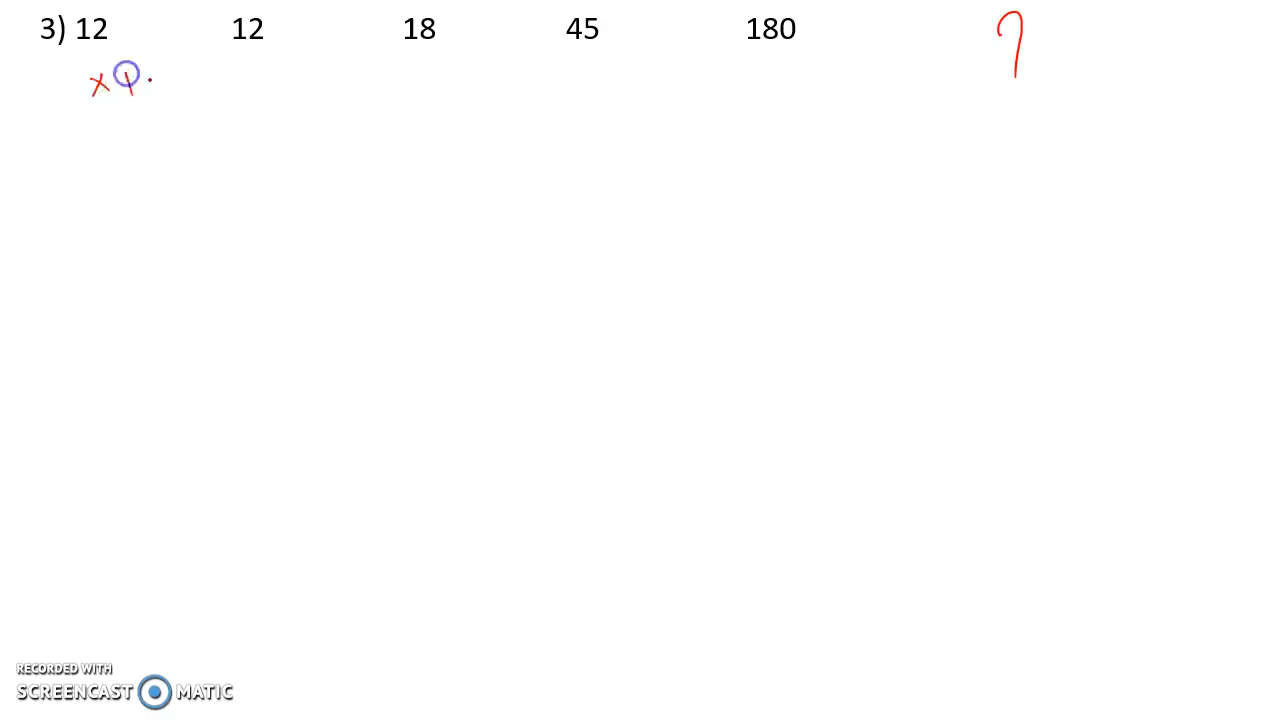 3) 12 12 18 45 180 ?
x 1 .
RECORDED WITH
SCREENCAST MATIC